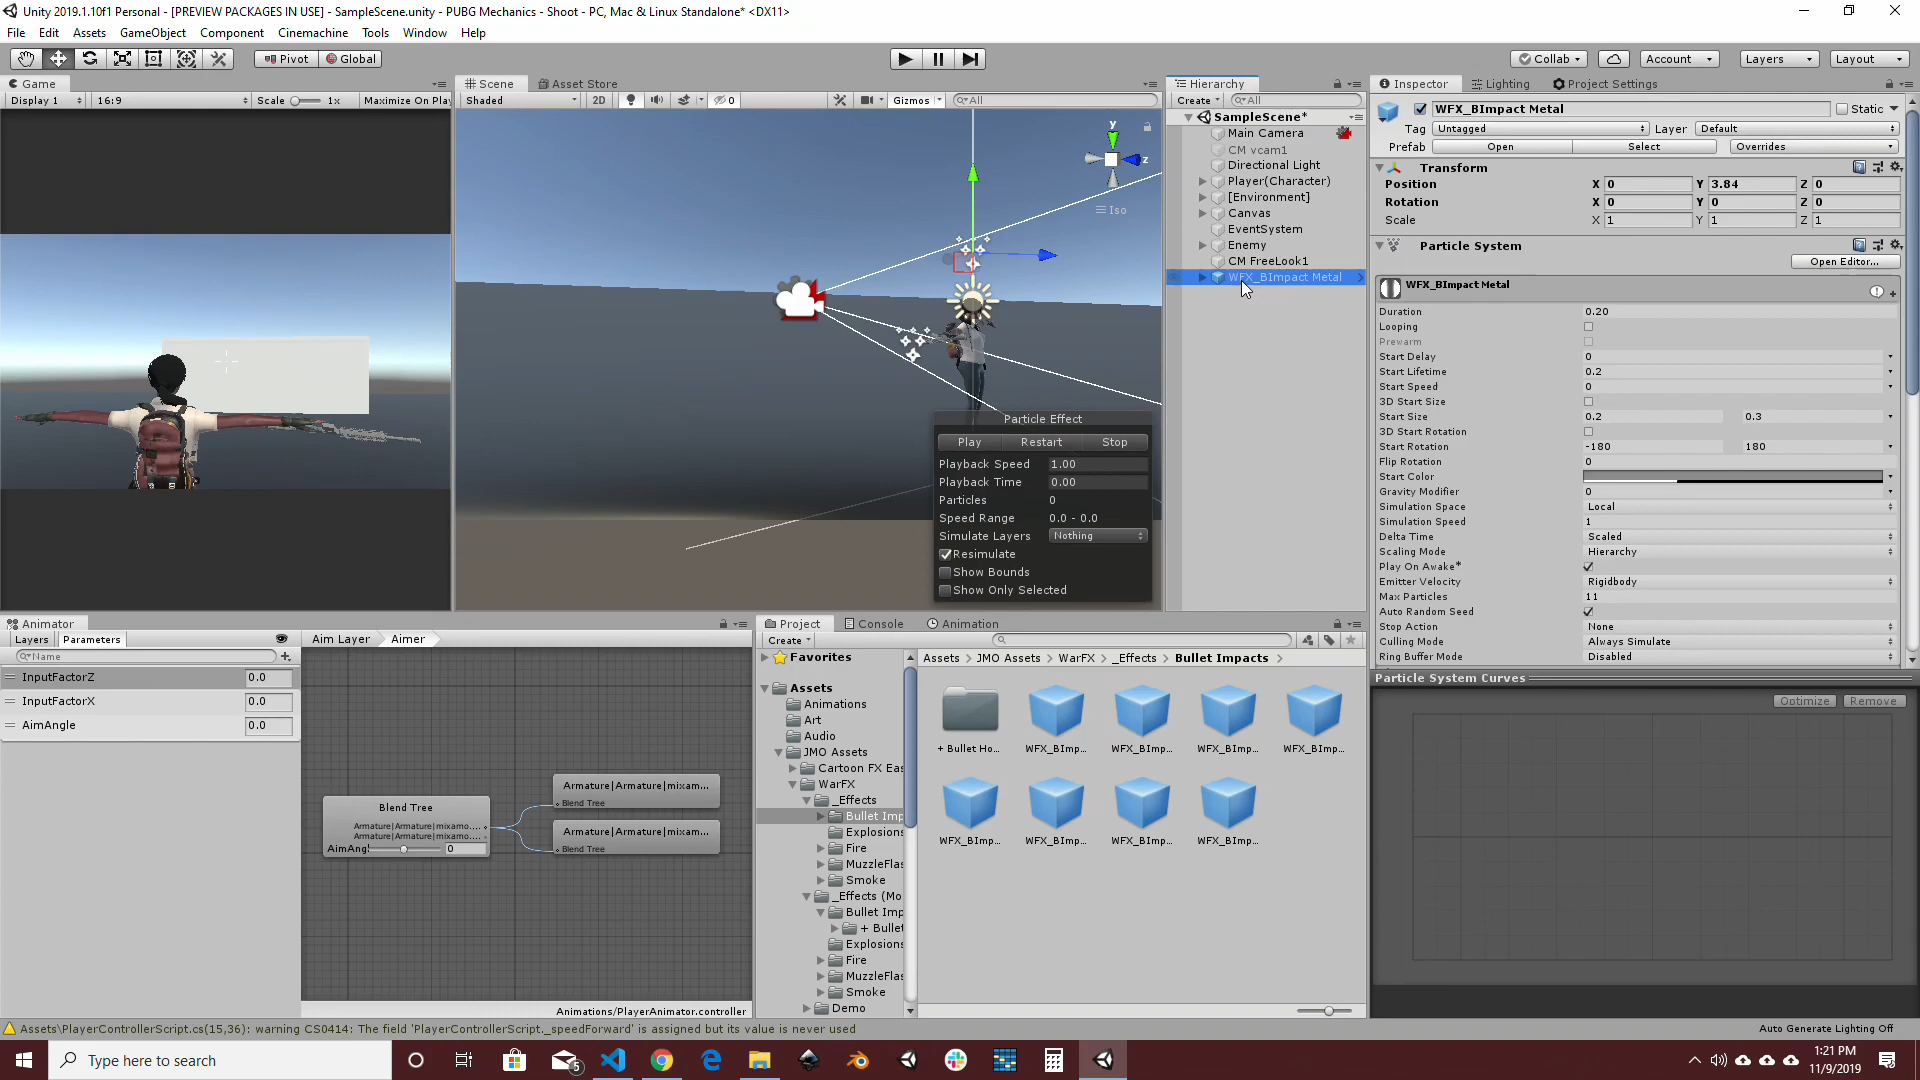 Unity 2019.1.10f1 Personal - [PREVIEW PACKAGES IN USE] - SampleScene.unity - PUBG Mechanics - Shoot - PC, Mac & Linux Standalone* <DX11>
File Edit Assets GameObject Component Cinemachine Tools Window Help
Pivot Global Collab Account Layers Layout
Game
Display 1 16:9 Scale 1x Maximize On Play
Scene Asset Store
Shaded 2D 0 Gizmos All
y
z
Iso
Particle Effect
Play Restart Stop
Playback Speed 1.00
Playback Time 0.00
Particles 0
Speed Range 0.0 - 0.0
Simulate Layers Nothing
Resimulate
Show Bounds
Show Only Selected
Hierarchy
Create All
SampleScene*
Main Camera
CM vcam1
Directional Light
Player(Character)
[Environment]
Canvas
EventSystem
Enemy
CM FreeLook1
WFX_BImpact Metal
Inspector Lighting Project Settings
WFX_BImpact Metal Static
Tag Untagged Layer Default
Prefab Open Select Overrides
Transform
Position X 0 Y 3.84 Z 0
Rotation X 0 Y 0 Z 0
Scale X 1 Y 1 Z 1
Particle System
Open Editor...
WFX_BImpact Metal
Duration 0.20
Looping
Prewarm
Start Delay 0
Start Lifetime 0.2
Start Speed 0
3D Start Size
Start Size 0.2 0.3
3D Start Rotation
Start Rotation -180 180
Flip Rotation 0
Start Color
Gravity Modifier 0
Simulation Space Local
Simulation Speed 1
Delta Time Scaled
Scaling Mode Hierarchy
Play On Awake*
Emitter Velocity Rigidbody
Max Particles 11
Auto Random Seed
Stop Action None
Culling Mode Always Simulate
Ring Buffer Mode Disabled
Particle System Curves
Optimize Remove
Animator
Layers Parameters
Name
InputFactorZ 0.0
InputFactorX 0.0
AimAngle 0.0
Aim Layer Aimer
Blend Tree
Armature|Armature|mixamo....
Armature|Armature|mixamo....
AimAngl 0
Armature|Armature|mixam...
Blend Tree
Armature|Armature|mixam...
Blend Tree
Animations/PlayerAnimator.controller
Project Console Animation
Create
Favorites
Assets
Animations
Art
Audio
JMO Assets
Cartoon FX Eas
WarFX
_Effects
Bullet Imp
Explosions
Fire
MuzzleFlas
Smoke
_Effects (Mo
Bullet Imp
+ Bullet
Explosions
Fire
MuzzleFlas
Smoke
Demo
Assets > JMO Assets > WarFX > _Effects > Bullet Impacts >
+ Bullet Ho... WFX_BImp... WFX_BImp... WFX_BImp... WFX_BImp...
WFX_BImp... WFX_BImp... WFX_BImp... WFX_BImp...
Assets\PlayerControllerScript.cs(15,36): warning CS0414: The field 'PlayerControllerScript._speedForward' is assigned but its value is never used
Auto Generate Lighting Off
Type here to search
5
1:21 PM
11/9/2019